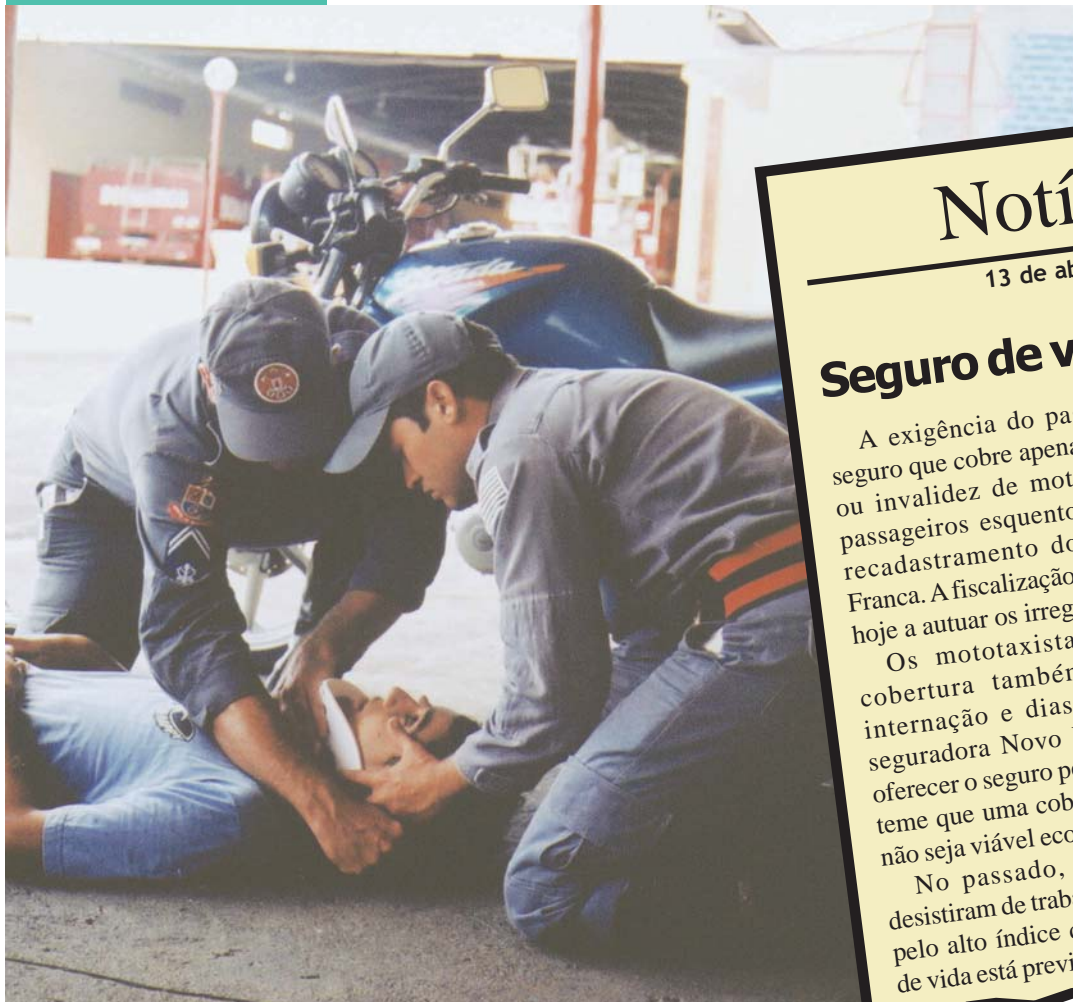 Notí
13 de ab
Seguro de v
A exigência do pa
seguro que cobre apena
ou invalidez de mot
passageiros esquento
recadastramento do
Franca. A fiscalização
hoje a autuar os irreg
Os mototaxista
cobertura também
internação e dias
seguradora Novo
oferecer o seguro po
teme que uma cob
não seja viável eco
No passado,
desistiram de trab
pelo alto índice
de vida está previ